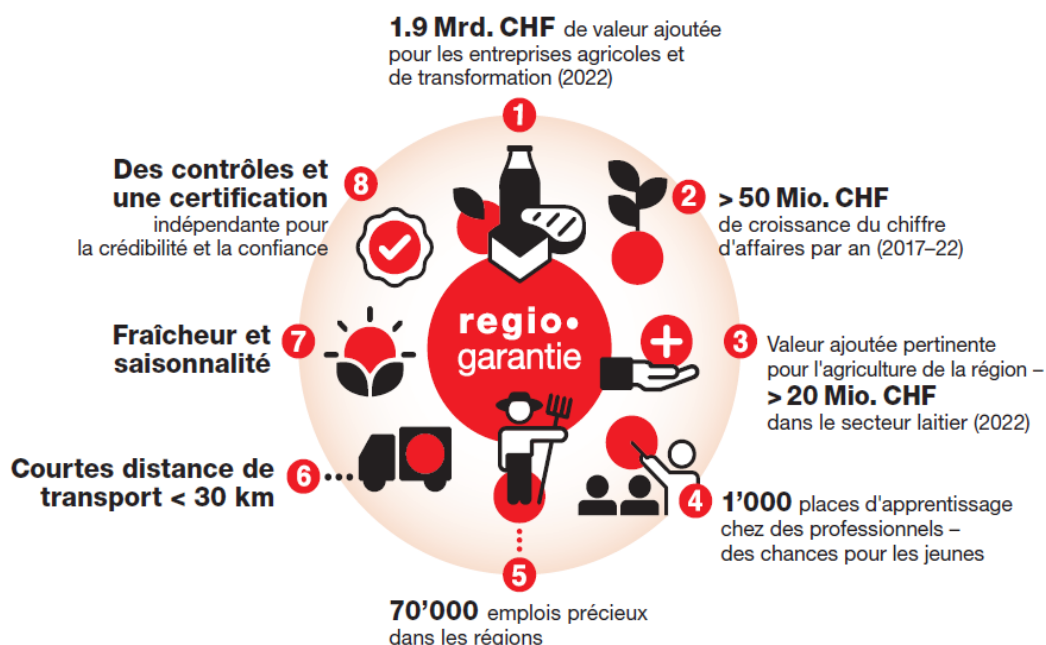 1.9 Mrd. CHF de valeur ajoutée
pour les entreprises agricoles et
de transformation (2022)
1
2
> 50 Mio. CHF
de croissance du chiffre
d'affaires par an (2017–22)
3
Valeur ajoutée pertinente
pour l'agriculture de la région –
> 20 Mio. CHF
dans le secteur laitier (2022)
4
1'000 places d'apprentissage
chez des professionnels –
des chances pour les jeunes
5
70'000 emplois précieux
dans les régions
6
Courtes distance de
transport < 30 km
7
Fraîcheur et
saisonnalité
8
Des contrôles et
une certification
indépendante pour
la crédibilité et la confiance
regio•
garantie